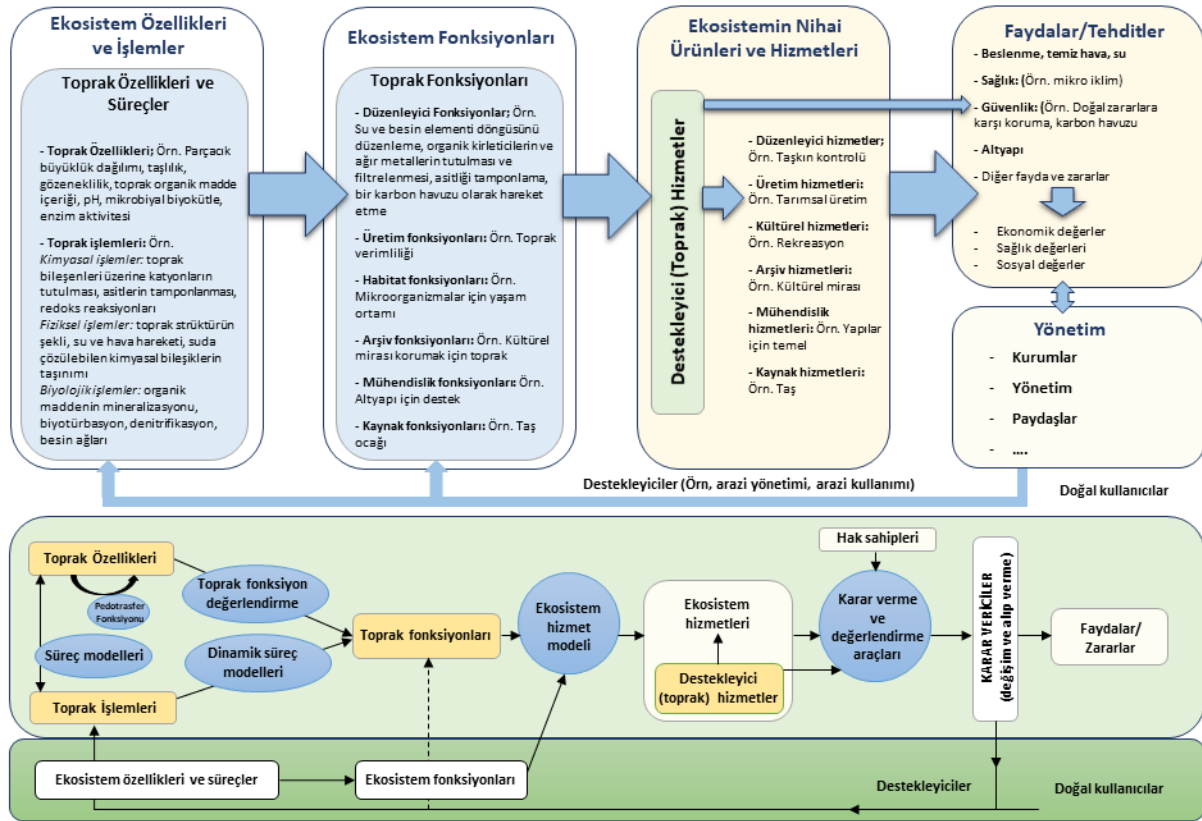 Ekosistem Özellikleri
ve İşlemler
Toprak Özellikleri ve
Süreçler
- Toprak Özellikleri; Örn. Parçacık
büyüklük dağılımı, taşlılık,
gözeneklilik, toprak organik madde
içeriği, pH, mikrobiyal biyokütle,
enzim aktivitesi
- Toprak işlemleri: Örn.
Kimyasal işlemler: toprak
bileşenleri üzerine katyonların
tutulması, asitlerin tamponlanması,
redoks reaksiyonları
Fiziksel işlemler: toprak strüktürün
şekli, su ve hava hareketi, suda
çözülebilen kimyasal bileşiklerin
taşınımı
Biyolojik işlemler: organik
maddenin mineralizasyonu,
biyotürbasyon, denitrifikasyon,
besin ağları
Ekosistem Fonksiyonları
Toprak Fonksiyonları
- Düzenleyici Fonksiyonlar; Örn.
Su ve besin elementi döngüsünü
düzenleme, organik kirleticilerin ve
ağır metallerin tutulması ve
filtrelenmesi, asitliği tamponlama,
bir karbon havuzu olarak hareket
etme
- Üretim fonksiyonları: Örn. Toprak
verimliliği
- Habitat fonksiyonları: Örn.
Mikroorganizmalar için yaşam
ortamı
- Arşiv fonksiyonları: Örn. Kültürel
mirası korumak için toprak
- Mühendislik fonksiyonları: Örn.
Altyapı için destek
- Kaynak fonksiyonları: Örn. Taş
ocağı
Ekosistemin Nihai
Ürünleri ve Hizmetleri
Destekleyici (Toprak) Hizmetler
- Düzenleyici hizmetler;
Örn. Taşkın kontrolü
- Üretim hizmetleri:
Örn. Tarımsal üretim
- Kültürel hizmetleri:
Örn. Rekreasyon
- Arşiv hizmetleri:
Örn. Kültürel mirası
- Mühendislik
hizmetleri: Örn. Yapılar
için temel
- Kaynak hizmetleri:
Örn. Taş
Faydalar/Tehditler
- Beslenme, temiz hava, su
- Sağlık: (Örn. mikro iklim)
- Güvenlik: (Örn. Doğal zararlara
karşı koruma, karbon havuzu
- Altyapı
- Diğer fayda ve zararlar
- Ekonomik değerler
- Sağlık değerleri
- Sosyal değerler
Yönetim
- Kurumlar
- Yönetim
- Paydaşlar
- ....
Destekleyiciler (Örn, arazi yönetimi, arazi kullanımı)
Doğal kullanıcılar
Toprak Özellikleri
Pedotrasfer
Fonksiyonu
Süreç modelleri
Toprak İşlemleri
Toprak fonksiyon
değerlendirme
Dinamik süreç
modelleri
Toprak fonksiyonları
Ekosistem
hizmet
modeli
Ekosistem
hizmetleri
Destekleyici
(toprak) hizmetler
Hak sahipleri
Karar verme
ve
değerlendirme
araçları
KARAR VERİCİLER
(değişim ve alıp verme)
Faydalar/
Zararlar
Ekosistem özellikleri ve süreçler
Ekosistem fonksiyonları
Destekleyiciler
Doğal kullanıcılar